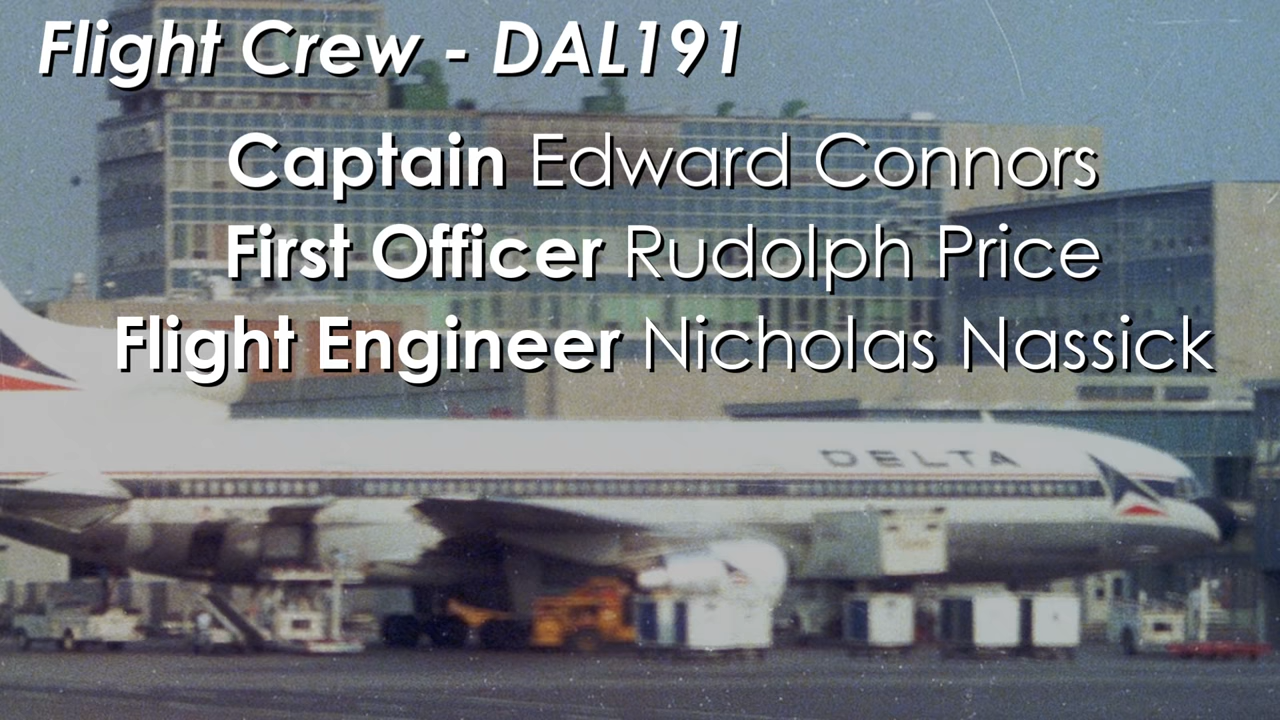 Flight Crew - DAL191
Captain Edward Connors
First Officer Rudolph Price
Flight Engineer Nicholas Nassick
DELTA